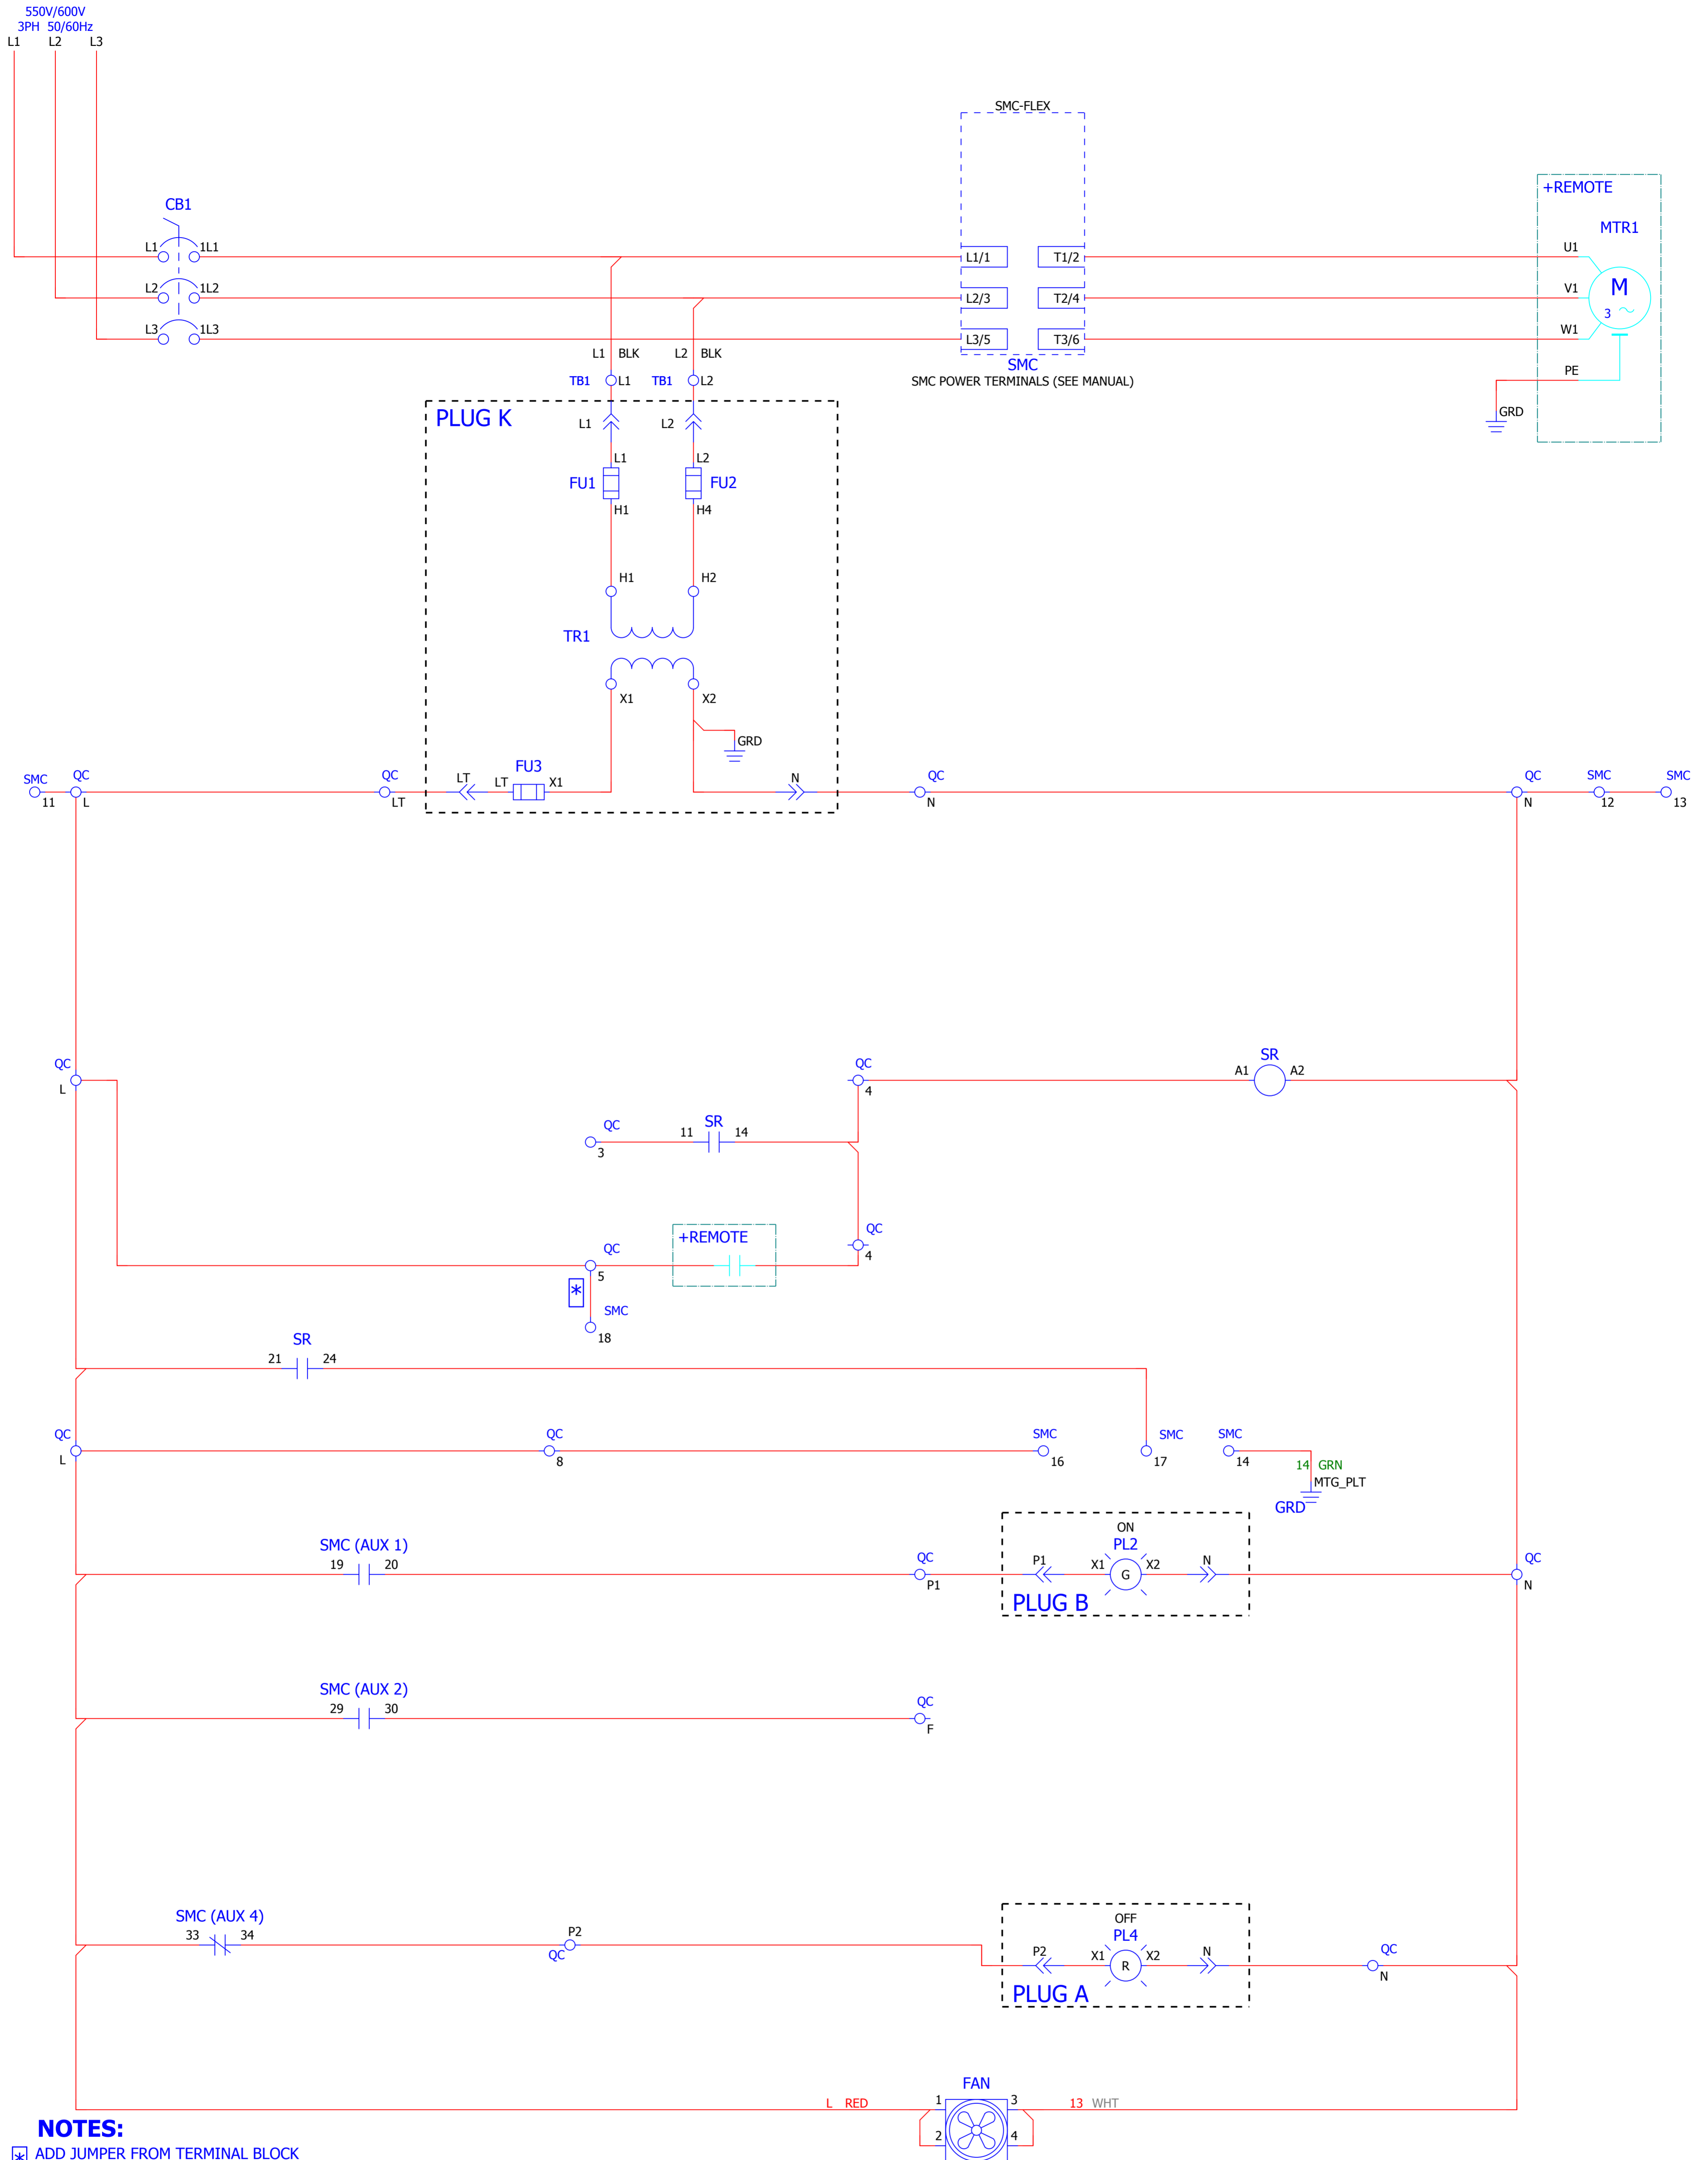 550V/600V
3PH 50/60Hz
L1 L2 L3
SMC-FLEX
+REMOTE
CB1
MTR1
L1 1L1 L1/1 T1/2 U1
L2 1L2 L2/3 T2/4 V1
M
3
L3 1L3 L3/5 T3/6 W1
L1 BLK L2 BLK
SMC
SMC POWER TERMINALS (SEE MANUAL)
PE
TB1 L1 TB1 L2
GRD
PLUG K
L1 L2
L1 L2
FU1 FU2
H1 H4
H1 H2
TR1
X1 X2
GRD
SMC QC QC LT LT FU3 X1 N QC QC SMC SMC
11 L LT N N 12 13
QC QC SR
L 4 A1 A2
QC SR
3 11 14
+REMOTE
QC QC
5 4
*
SMC
18
SR
21 24
QC QC SMC SMC SMC
L 8 16 17 14
14 GRN
MTG_PLT
GRD
ON
SMC (AUX 1) PL2
19 20 QC P1 X1 G X2 N QC
P1 N
PLUG B
SMC (AUX 2)
29 30 QC
F
OFF
SMC (AUX 4) PL4
33 34 P2 P2 X1 R X2 N QC
QC N
PLUG A
FAN
L RED 1 3 13 WHT
2 4
NOTES:
* ADD JUMPER FROM TERMINAL BLOCK